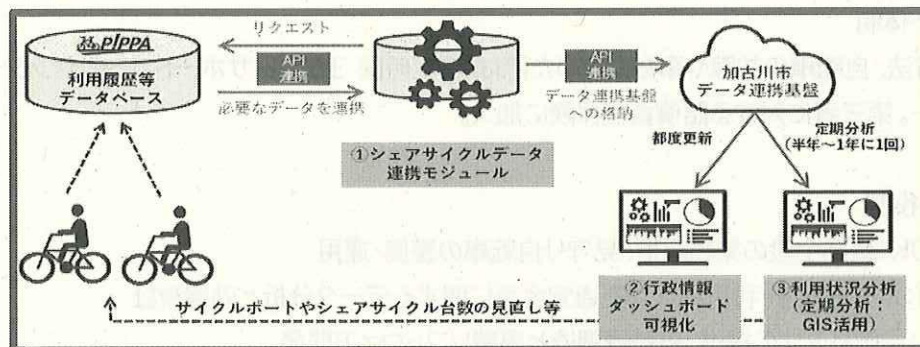 PiPPA
利用履歴等
データベース
リクエスト
API
連携
必要なデータを連携
①シェアサイクルデータ
連携モジュール
API
連携
データ連携基盤
への格納
加古川市
データ連携基盤
都度更新
定期分析
(半年～1年に1回)
②行政情報
ダッシュボード
可視化
③利用状況分析
(定期分析：
GIS活用)
サイクルポートやシェアサイクル台数の見直し等